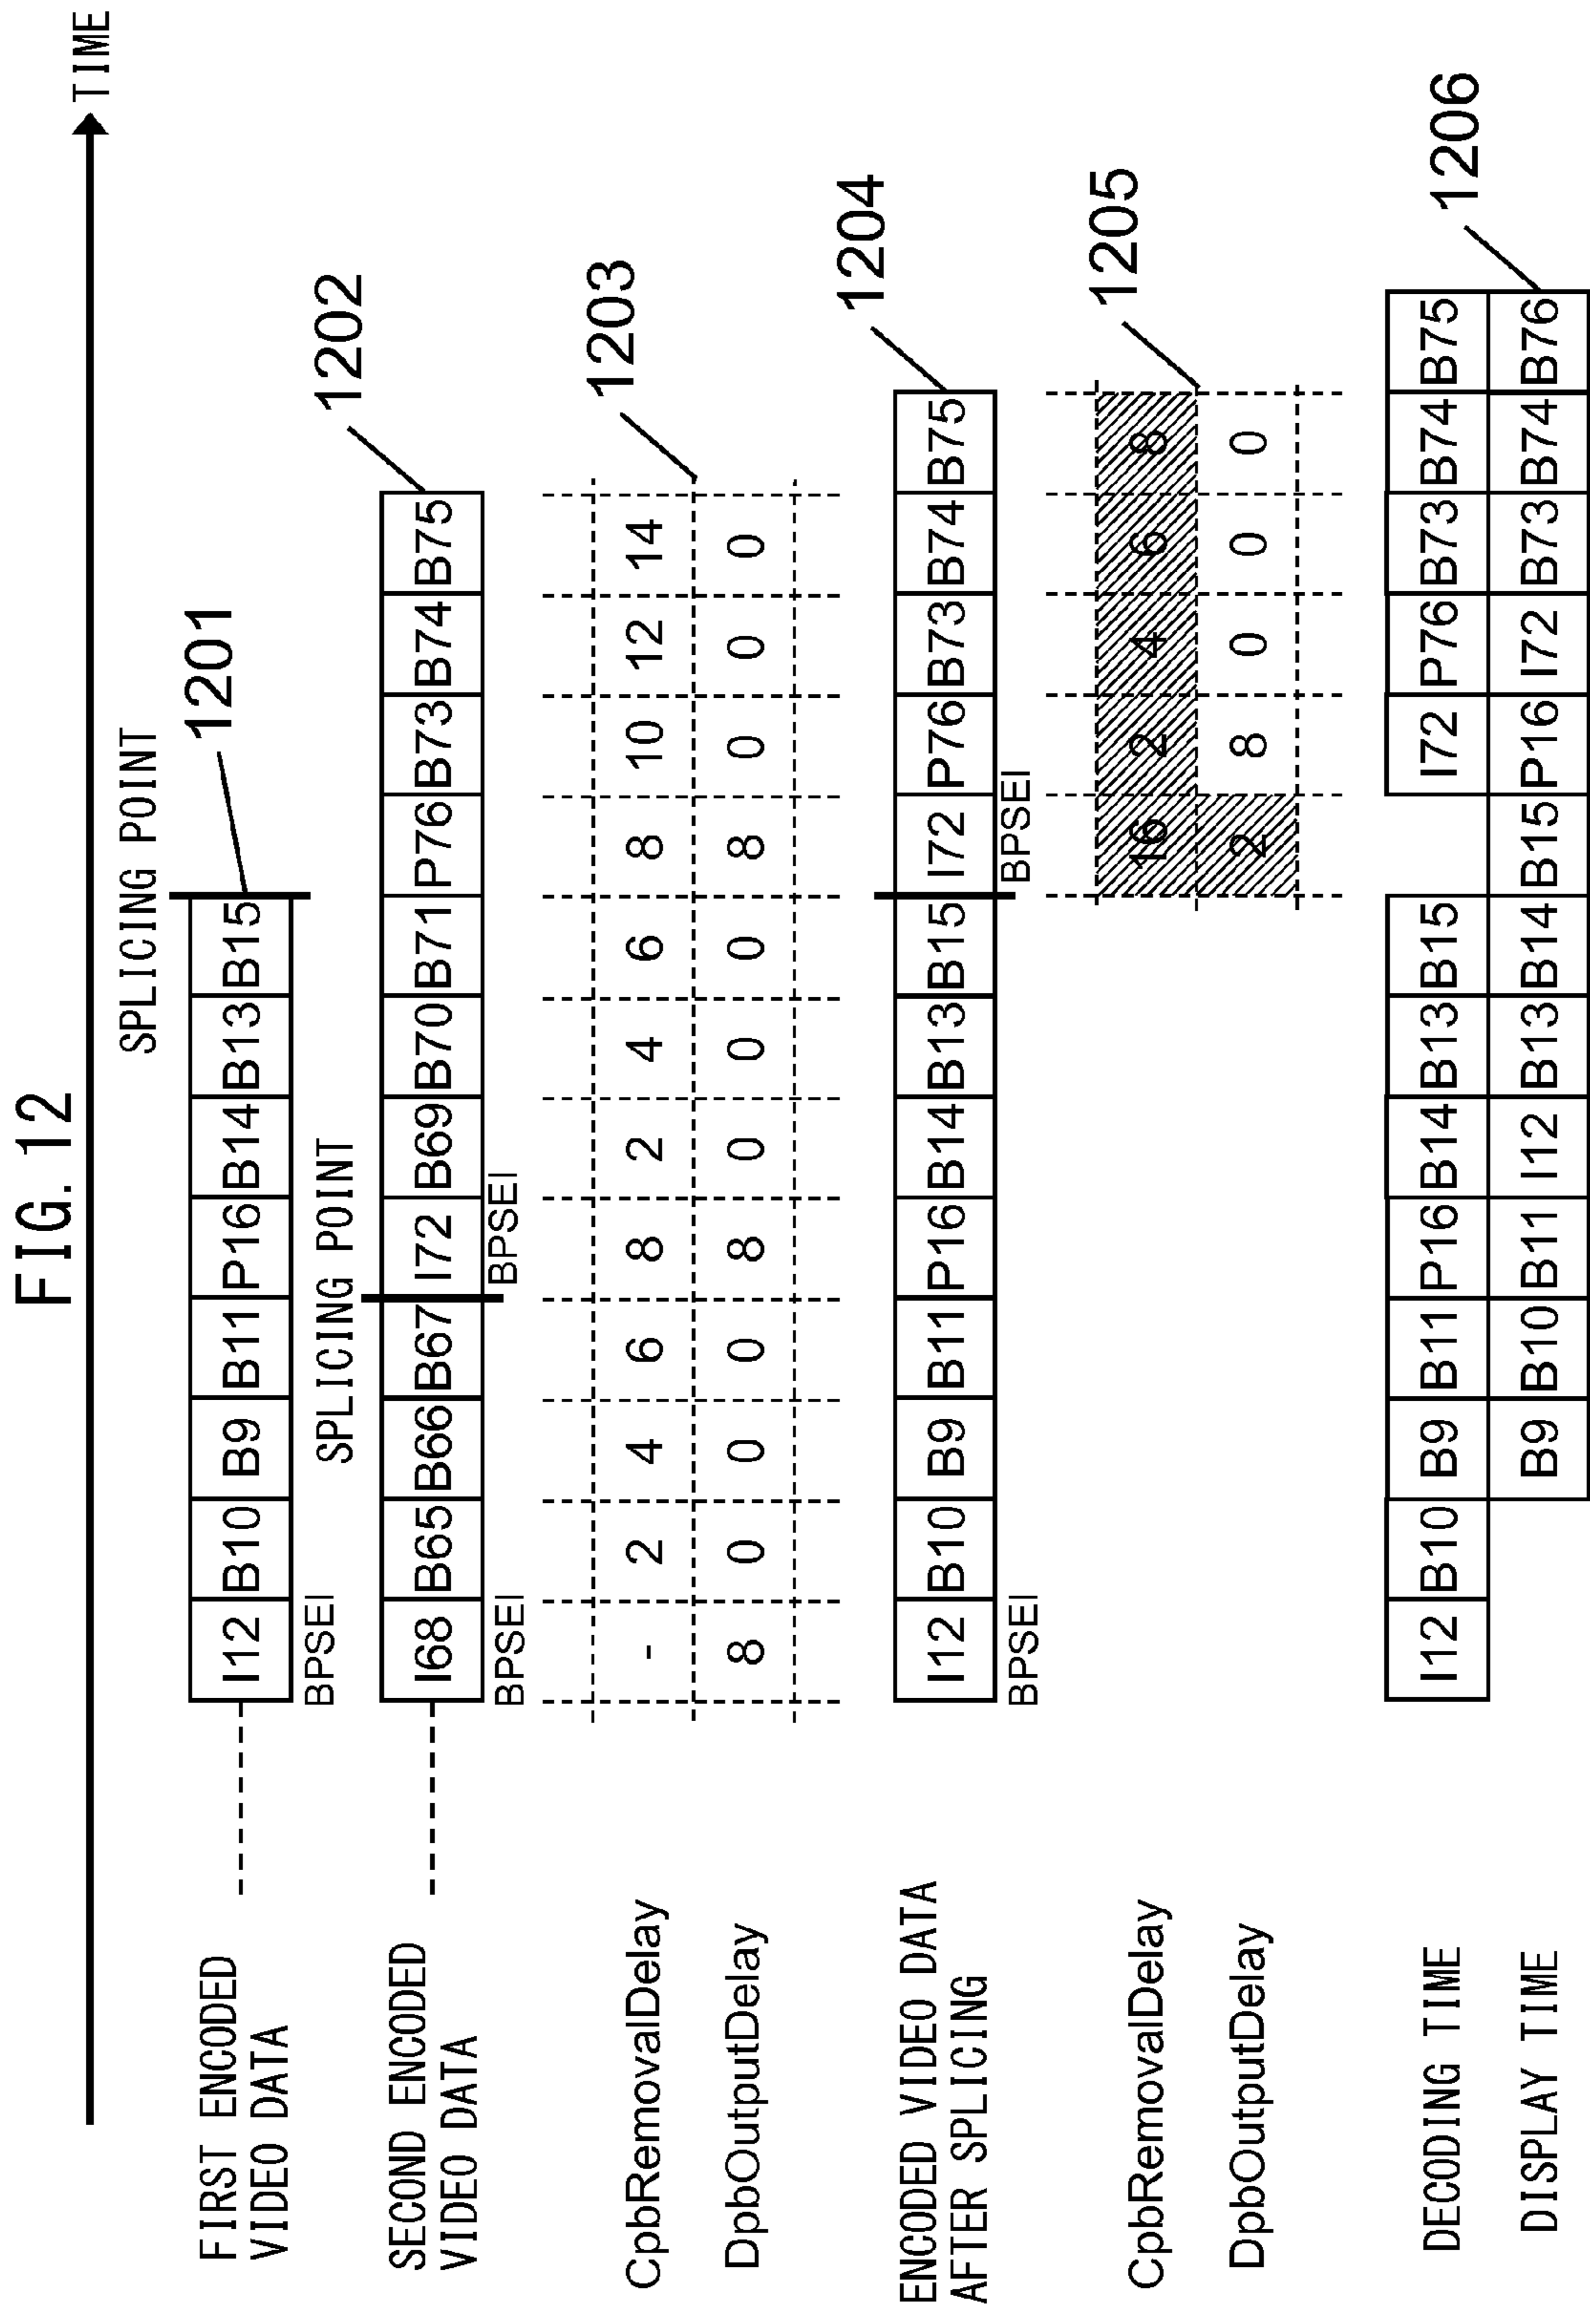 FIG. 12
TIME
SPLICING POINT
1201
FIRST ENCODED
VIDEO DATA
I12 B10 B9 B11 P16 B14 B13 B15
BPSEI
SPLICING POINT
1202
SECOND ENCODED
VIDEO DATA
I68 B65 B66 B67 I72 B69 B70 B71 P76 B73 B74 B75
BPSEI BPSEI
1203
CpbRemovalDelay - 2 4 6 8 2 4 6 8 10 12 14
DpbOutputDelay 8 0 0 0 8 0 0 0 8 0 0 0
1204
ENCODED VIDEO DATA
AFTER SPLICING
I12 B10 B9 B11 P16 B14 B13 B15 I72 P76 B73 B74 B75
BPSEI BPSEI
1205
CpbRemovalDelay 16 2 4 6 8
DpbOutputDelay 2 8 0 0 0
1206
DECODING TIME I12 B10 B9 B11 P16 B14 B13 B15 I72 P76 B73 B74 B75
DISPLAY TIME B9 B10 B11 I12 B13 B14 B15 P16 I72 B73 B74 B76